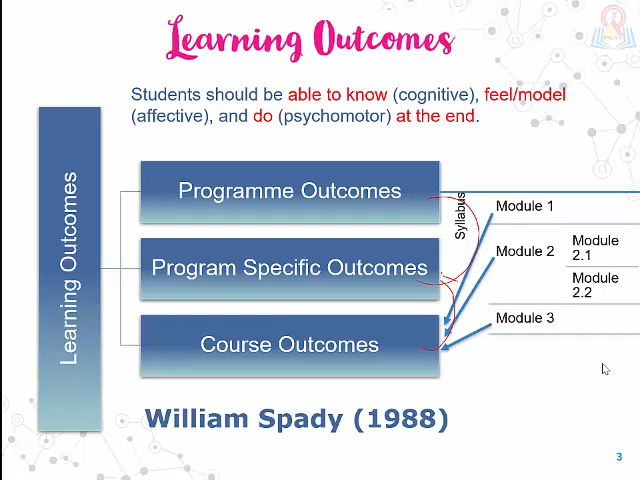 Learning Outcomes
Students should be able to know (cognitive), feel/model
(affective), and do (psychomotor) at the end.
Learning Outcomes
Programme Outcomes
Program Specific Outcomes
Course Outcomes
Syllabus
Module 1
Module 2
Module
2.1
Module
2.2
Module 3
William Spady (1988)
3